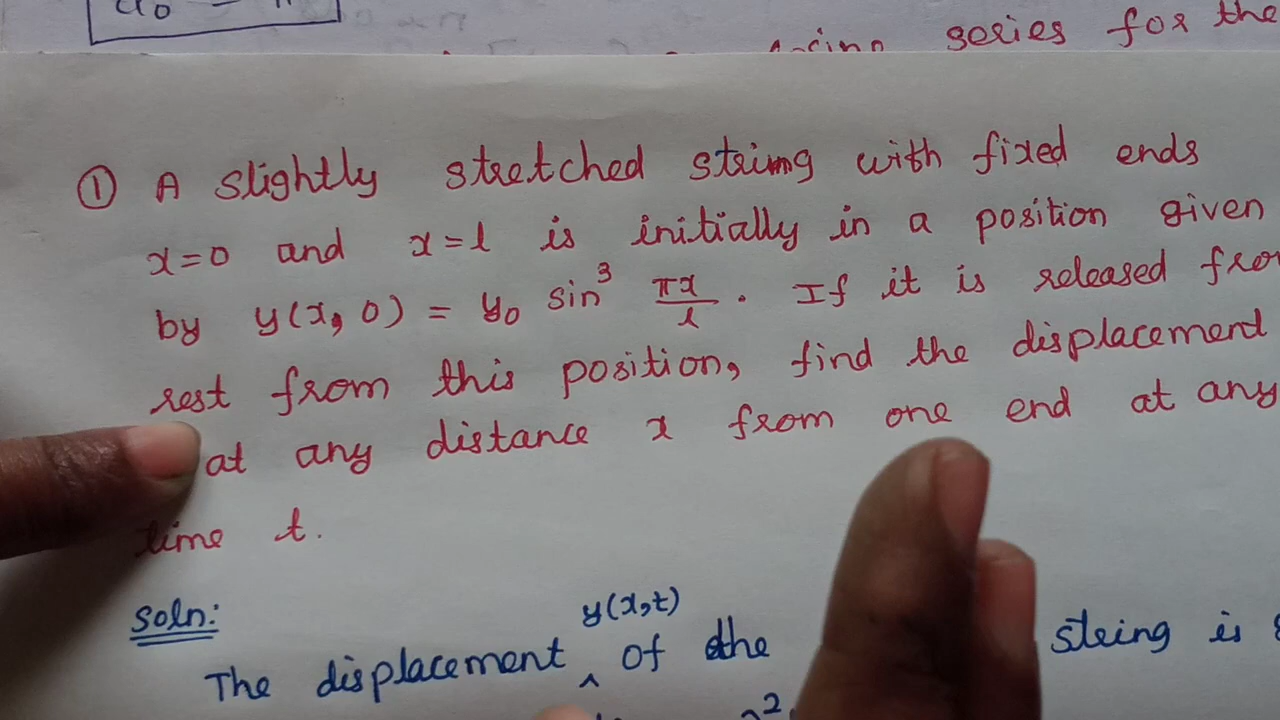 series for the
① A slightly stretched string with fixed ends
x=0 and x=l is initially in a position given
by y(x, 0) = y₀ sin³ πx/l . If it is released
rest from this position, find the displacement
at any distance x from one end at any
time t.
soln:
y(x,t)
The displacement ^ of the string is